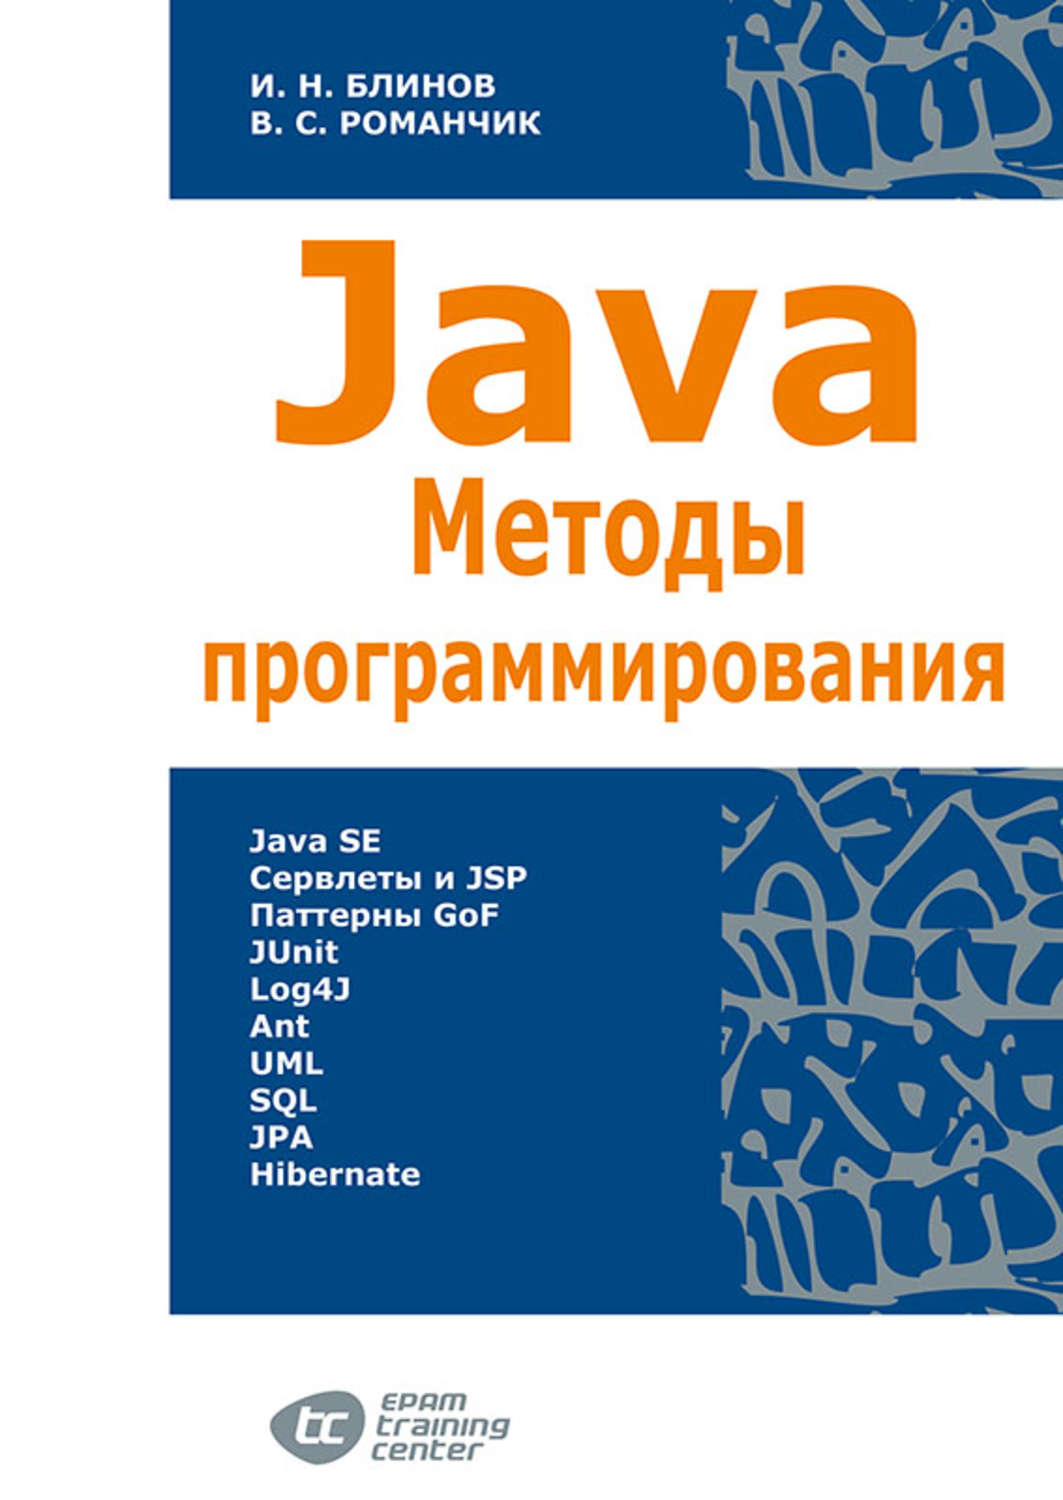 И. Н. БЛИНОВ
В. С. РОМАНЧИК
Java
Методы
программирования
Java SE
Сервлеты и JSP
Паттерны GoF
JUnit
Log4J
Ant
UML
SQL
JPA
Hibernate
tc
EPAM
training
center